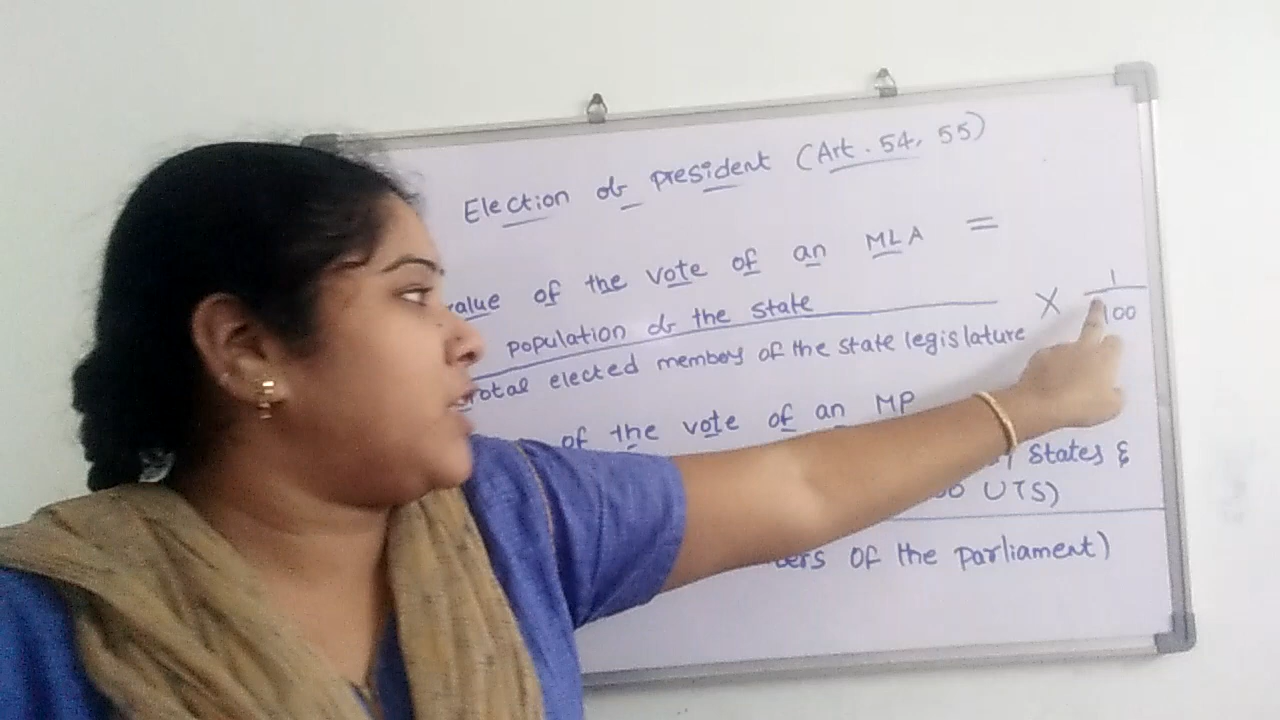 Election of president (Art. 54, 55)
value of the vote of an MLA =
population of the state × 1/100
Total elected members of the state legislature
of the vote of an MP
States &
UTS)
of the parliament)